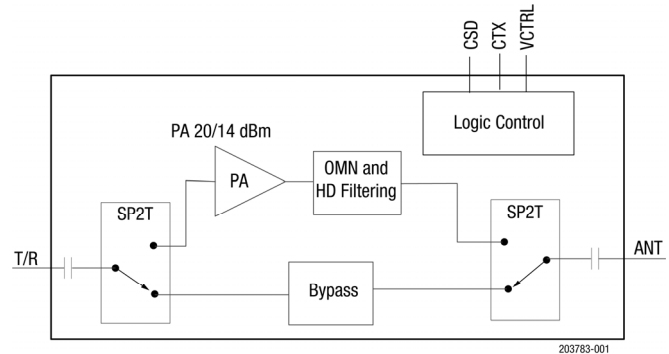 CSD
CTX
VCTRL
Logic Control
PA 20/14 dBm
PA
OMN and
HD Filtering
SP2T
SP2T
T/R
ANT
Bypass
203783-001